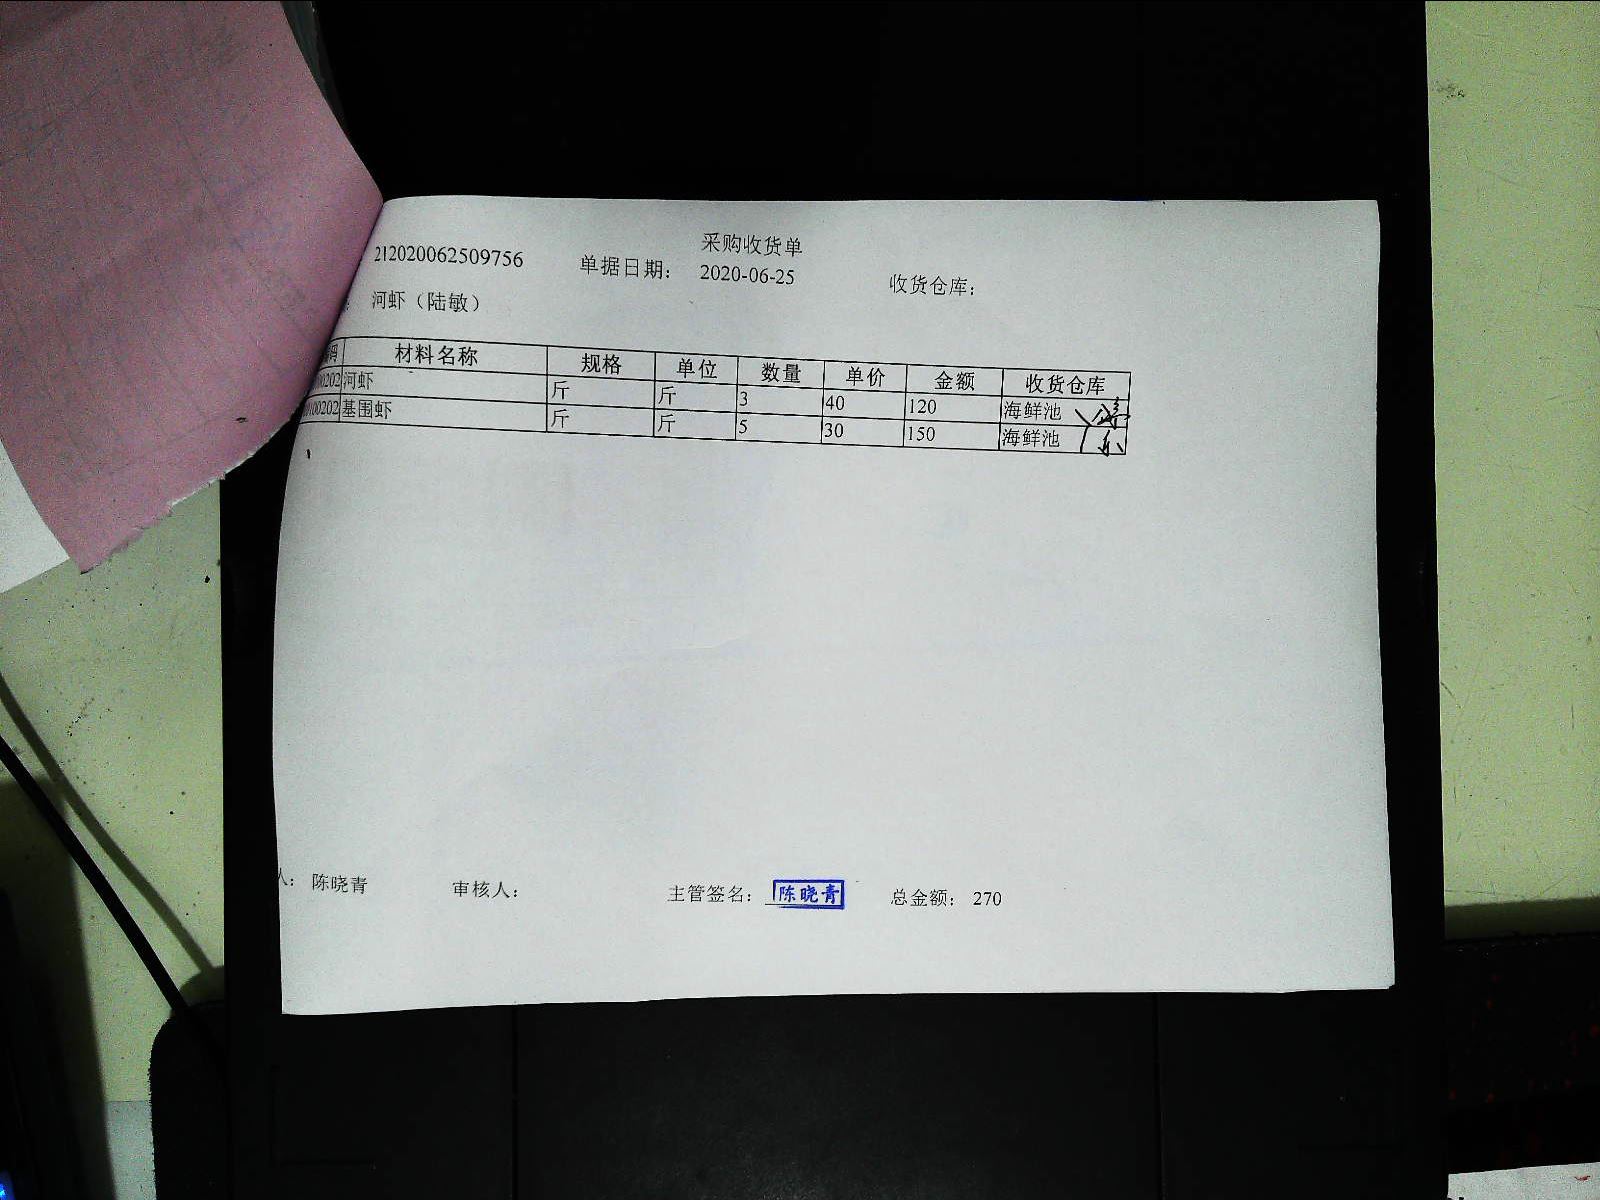 采购收货单
212020062509756 单据日期: 2020-06-25 收货仓库:
河虾（陆敏）
码 材料名称 规格 单位 数量 单价 金额 收货仓库
00202 河虾 斤 斤 3 40 120 海鲜池
100202 基围虾 斤 斤 5 30 150 海鲜池
人: 陈晓青 审核人: 主管签名: 陈晓青 总金额: 270